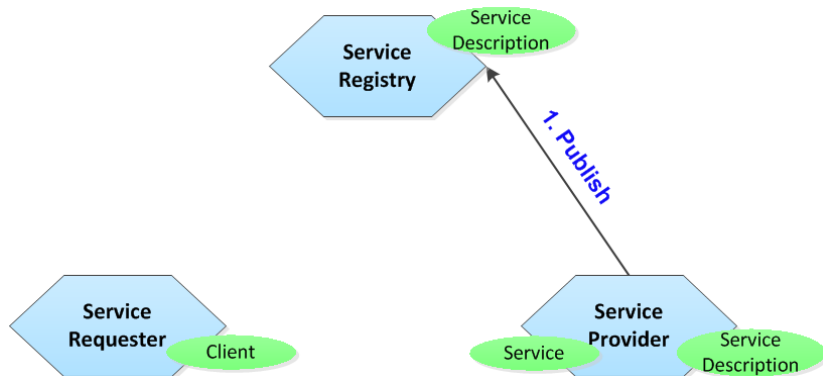 Service
Description
Service
Registry
1. Publish
Service
Requester
Client
Service
Provider
Service
Service
Description